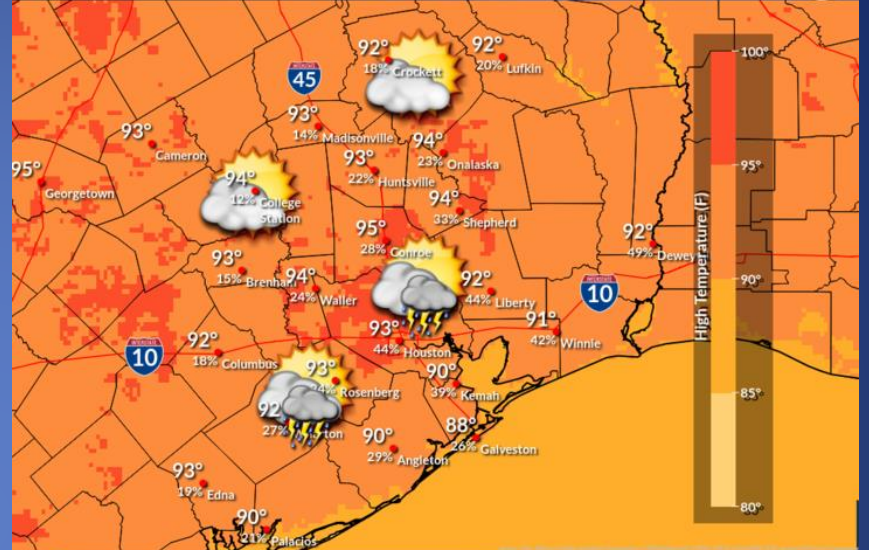 92°
18% Crockett
92°
20% Lufkin
INTERSTATE
45
93°
14% Madisonville
93°
Cameron
94°
23% Onalaska
93°
22% Huntsville
95°
Georgetown
94°
12% College
Station
94°
33% Shepherd
95°
28% Conroe
92°
49% Dewey
93°
15% Brenham
94°
24% Waller
92°
44% Liberty
INTERSTATE
10
91°
42% Winnie
93°
44% Houston
92°
18% Columbus
INTERSTATE
10
93°
Rosenberg
90°
39% Kemah
92°
27%
88°
26% Galveston
90°
29% Angleton
93°
19% Edna
90°
21% Palacios
High Temperature (F)
100°
95°
90°
85°
80°